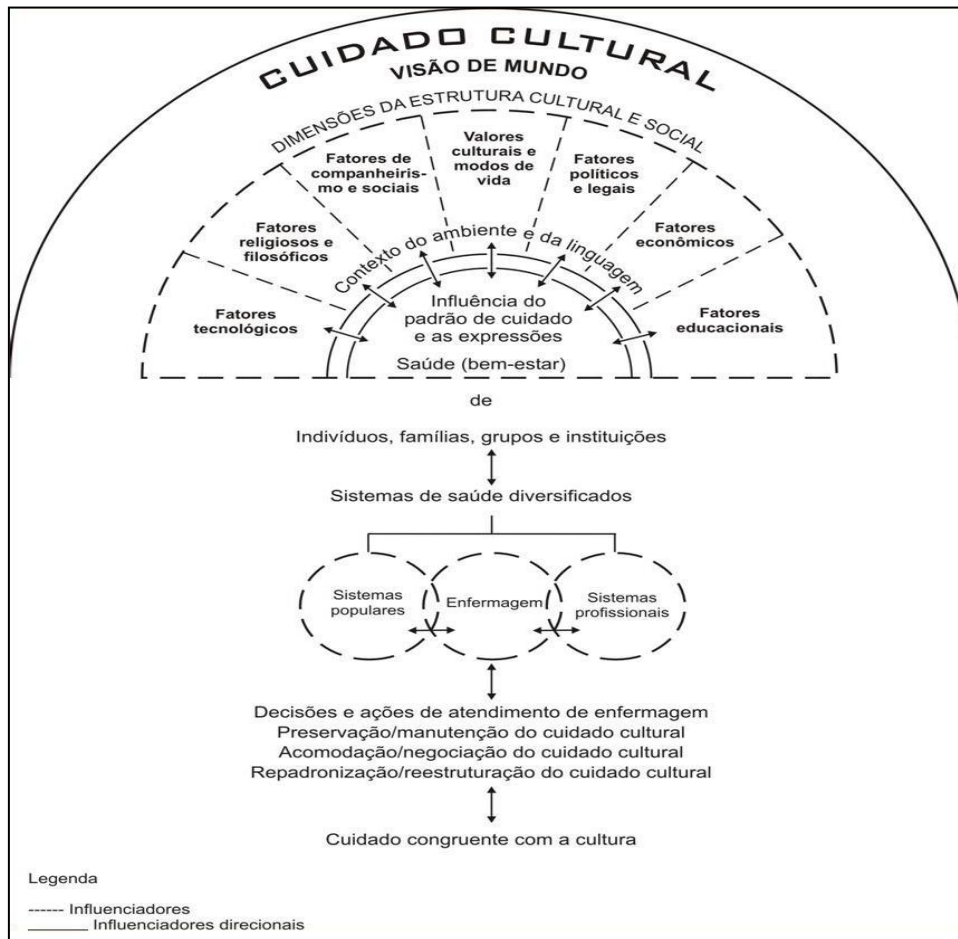 CUIDADO CULTURAL
VISÃO DE MUNDO
DIMENSÕES DA ESTRUTURA CULTURAL E SOCIAL
Fatores
tecnológicos
Fatores
religiosos e
filosóficos
Fatores de
companheiris-
mo e sociais
Valores
culturais e
modos de
vida
Fatores
políticos
e legais
Fatores
econômicos
Fatores
educacionais
Contexto do ambiente e da linguagem
Influência do
padrão de cuidado
e as expressões
Saúde (bem-estar)
de
Indivíduos, famílias, grupos e instituições
Sistemas de saúde diversificados
Sistemas
populares
Enfermagem
Sistemas
profissionais
Decisões e ações de atendimento de enfermagem
Preservação/manutenção do cuidado cultural
Acomodação/negociação do cuidado cultural
Repadronização/reestruturação do cuidado cultural
Cuidado congruente com a cultura
Legenda
------ Influenciadores
_______ Influenciadores direcionais